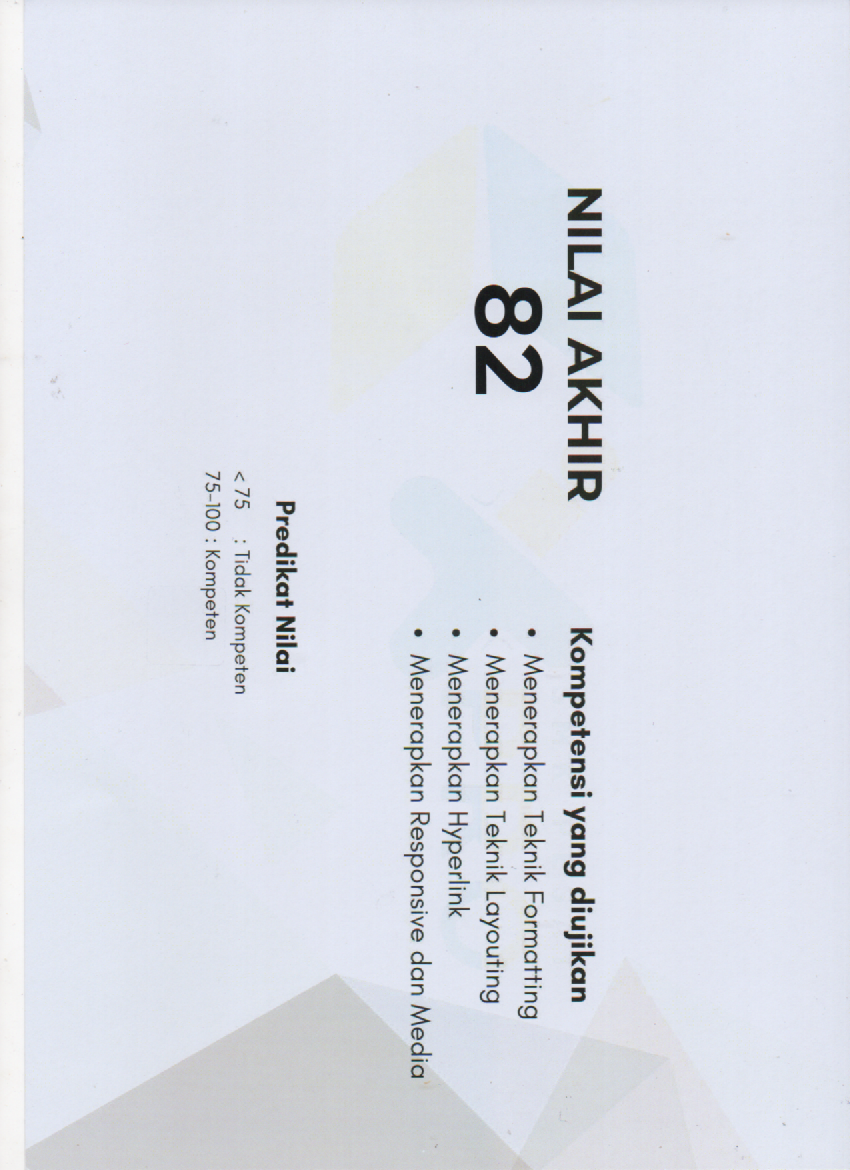 NILAI AKHIR
82
Kompetensi yang diujikan
• Menerapkan Teknik Formatting
• Menerapkan Teknik Layouting
• Menerapkan Hyperlink
• Menerapkan Responsive dan Media
Predikat Nilai
< 75 : Tidak Kompeten
75-100 : Kompeten